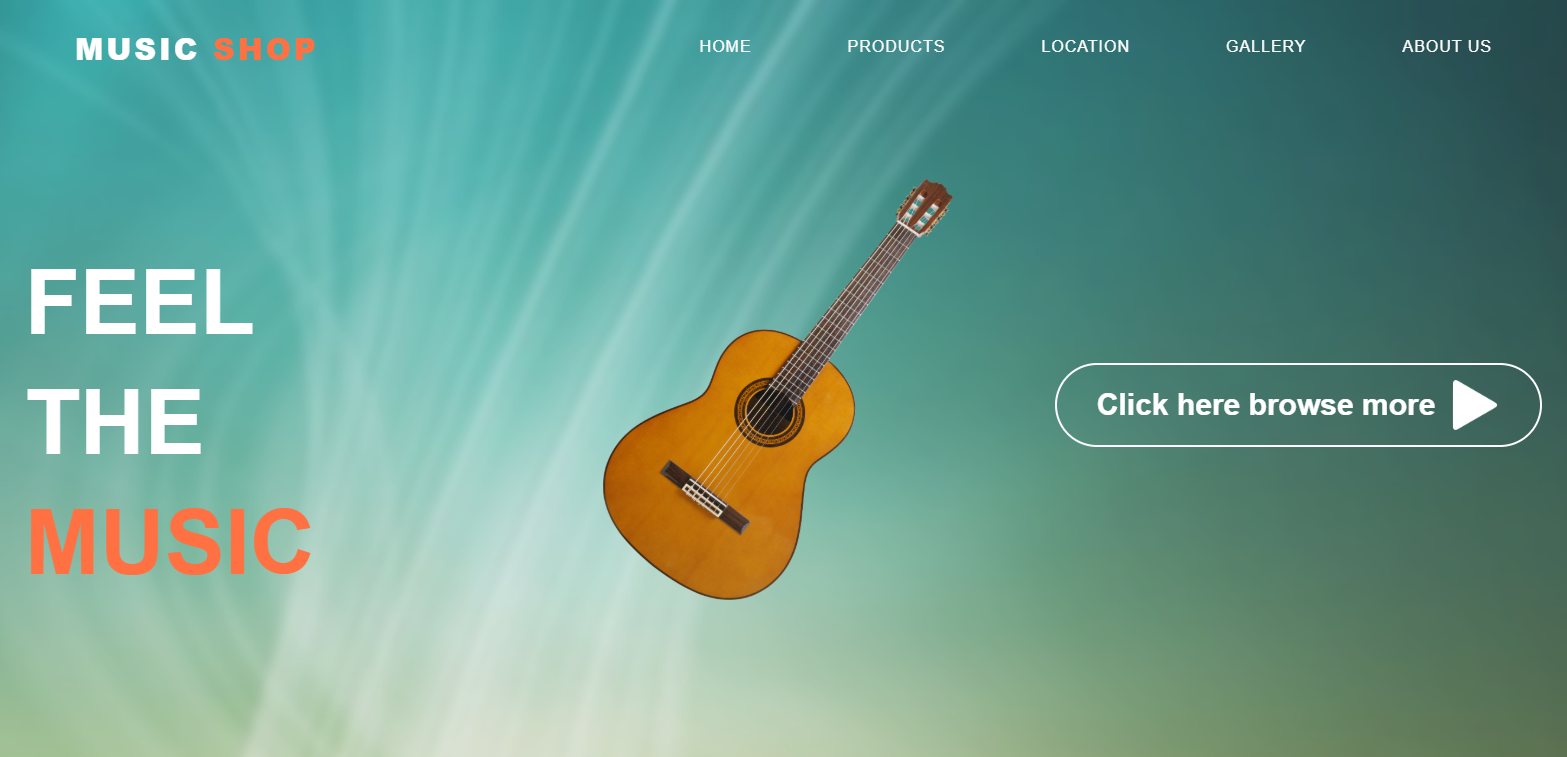 MUSIC SHOP
HOME PRODUCTS LOCATION GALLERY ABOUT US
FEEL
THE
MUSIC
Click here browse more